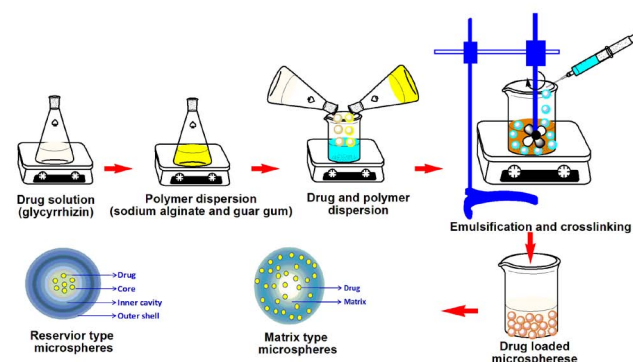 Drug solution
(glycyrrhizin)
Polymer dispersion
(sodium alginate and guar gum)
Drug and polymer
dispersion
Emulsification and crosslinking
Drug
Core
Inner cavity
Outer shell
Reservior type
microspheres
Drug
Matrix
Matrix type
microspheres
Drug loaded
microspherese